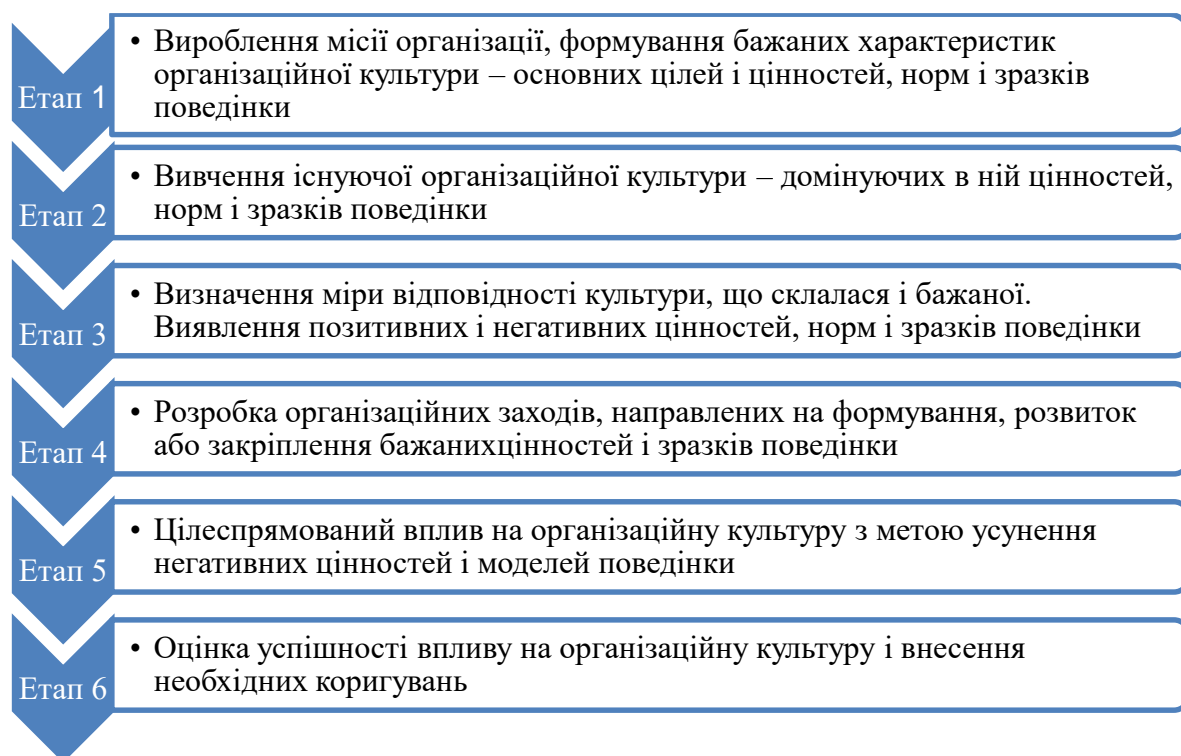 Етап 1
• Вироблення місії організації, формування бажаних характеристик
організаційної культури – основних цілей і цінностей, норм і зразків
поведінки
Етап 2
• Вивчення існуючої організаційної культури – домінуючих в ній цінностей,
норм і зразків поведінки
Етап 3
• Визначення міри відповідності культури, що склалася і бажаної.
Виявлення позитивних і негативних цінностей, норм і зразків поведінки
Етап 4
• Розробка організаційних заходів, направлених на формування, розвиток
або закріплення бажанихцінностей і зразків поведінки
Етап 5
• Цілеспрямований вплив на організаційну культуру з метою усунення
негативних цінностей і моделей поведінки
Етап 6
• Оцінка успішності впливу на організаційну культуру і внесення
необхідних коригувань